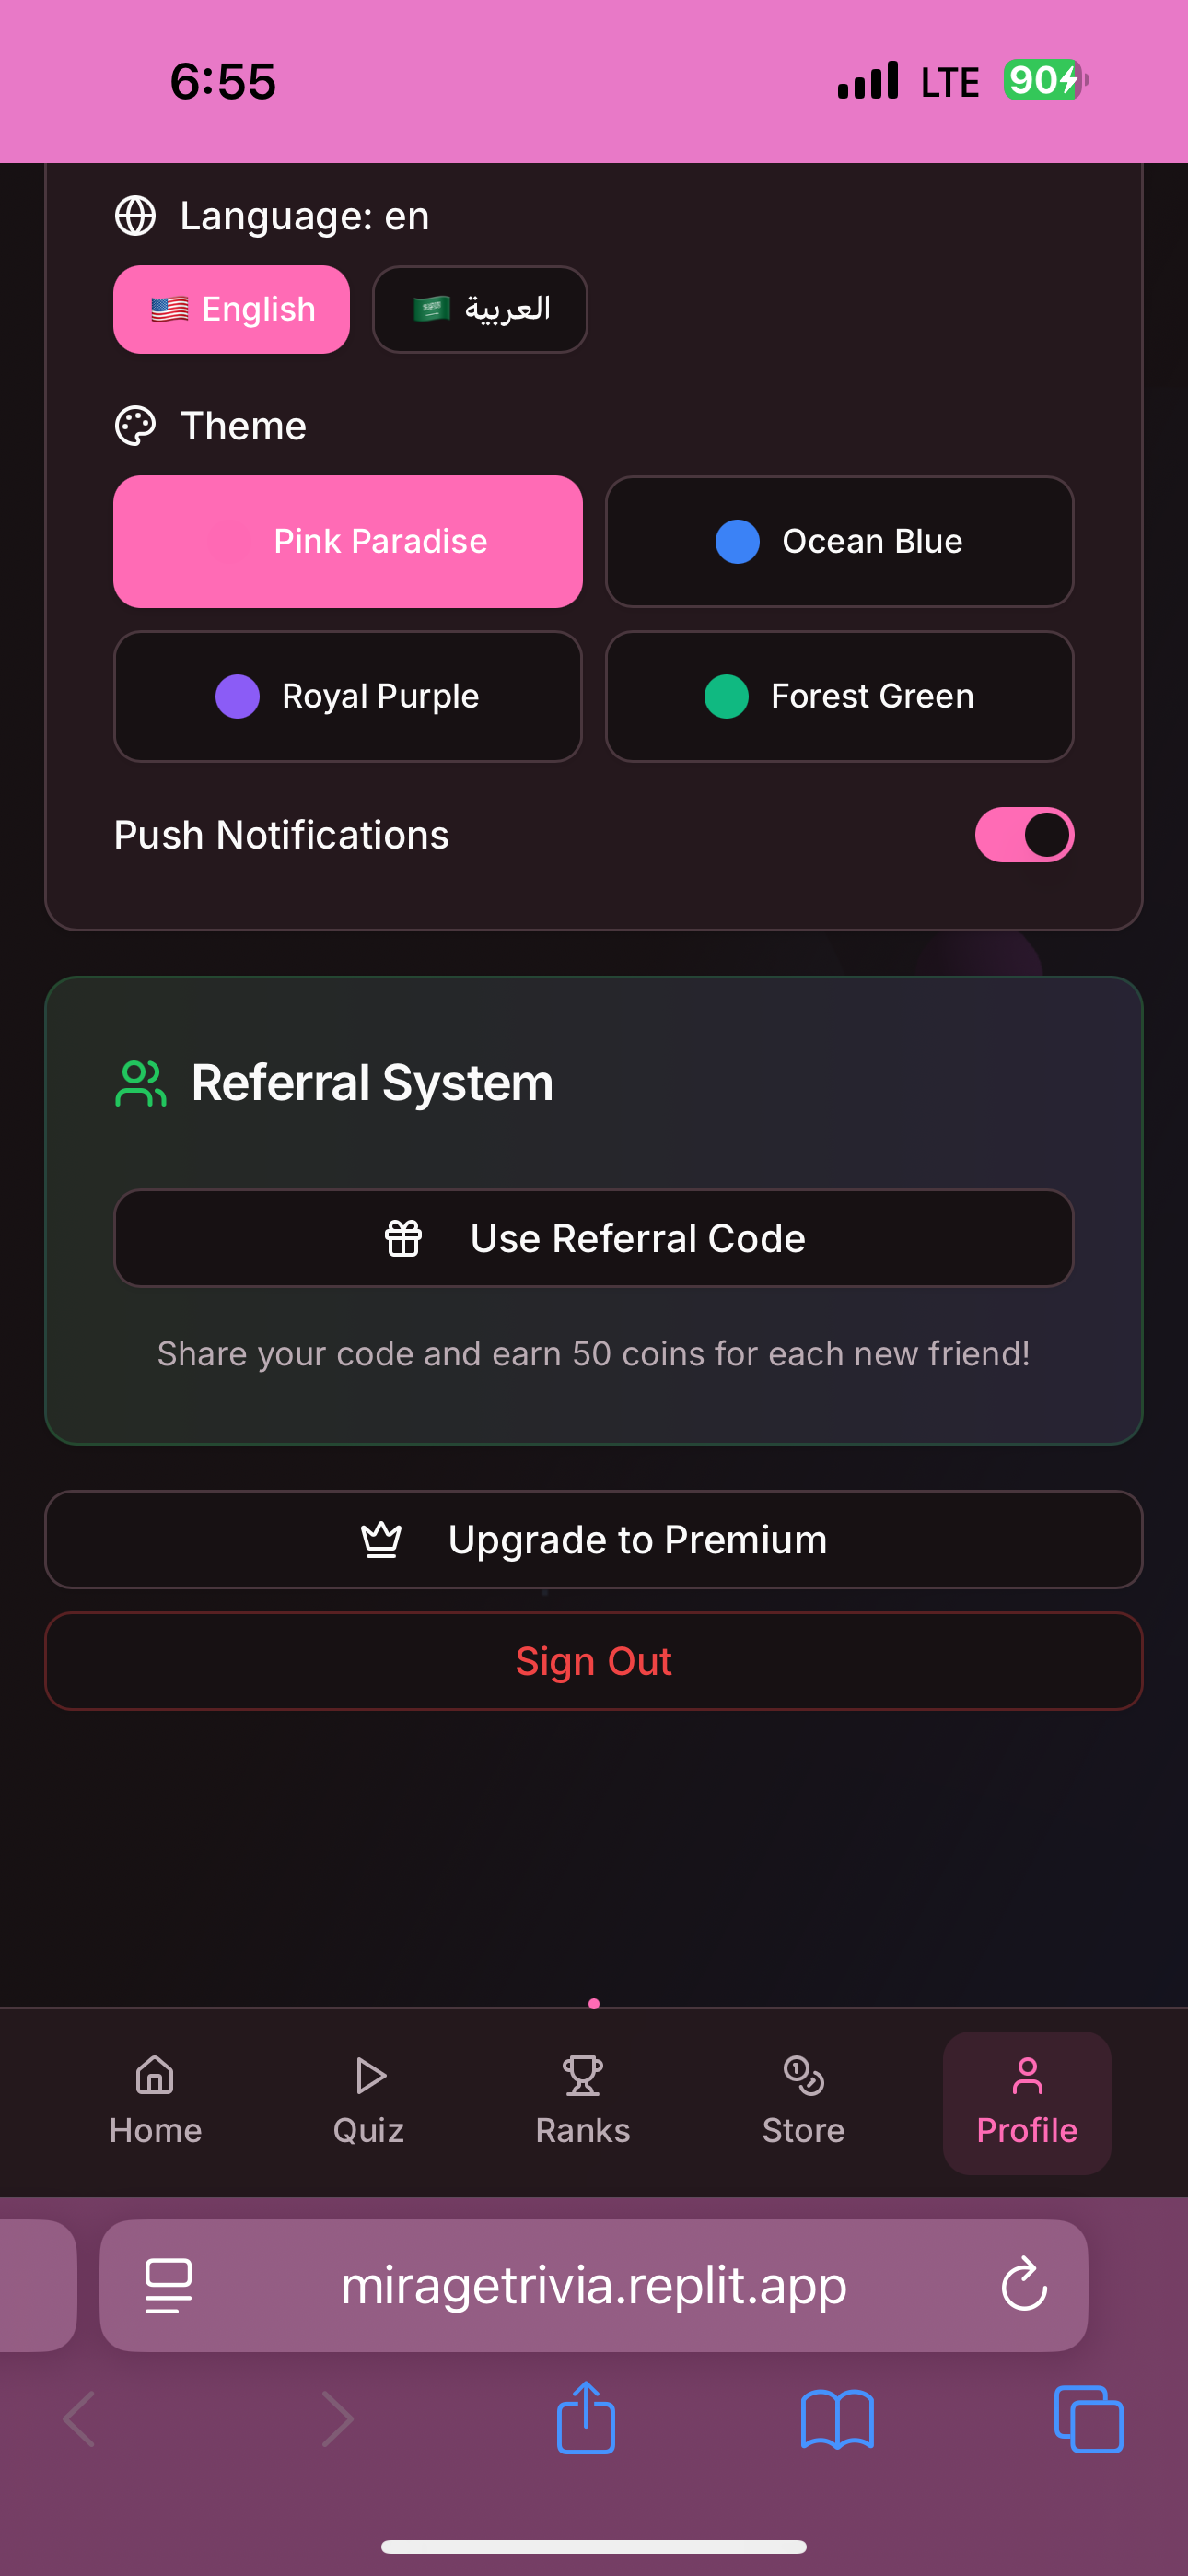 6:55
LTE
90
Language: en
English
العربية
Theme
Pink Paradise
Ocean Blue
Royal Purple
Forest Green
Push Notifications
Referral System
Use Referral Code
Share your code and earn 50 coins for each new friend!
Upgrade to Premium
Sign Out
Home
Quiz
Ranks
Store
Profile
miragetrivia.replit.app